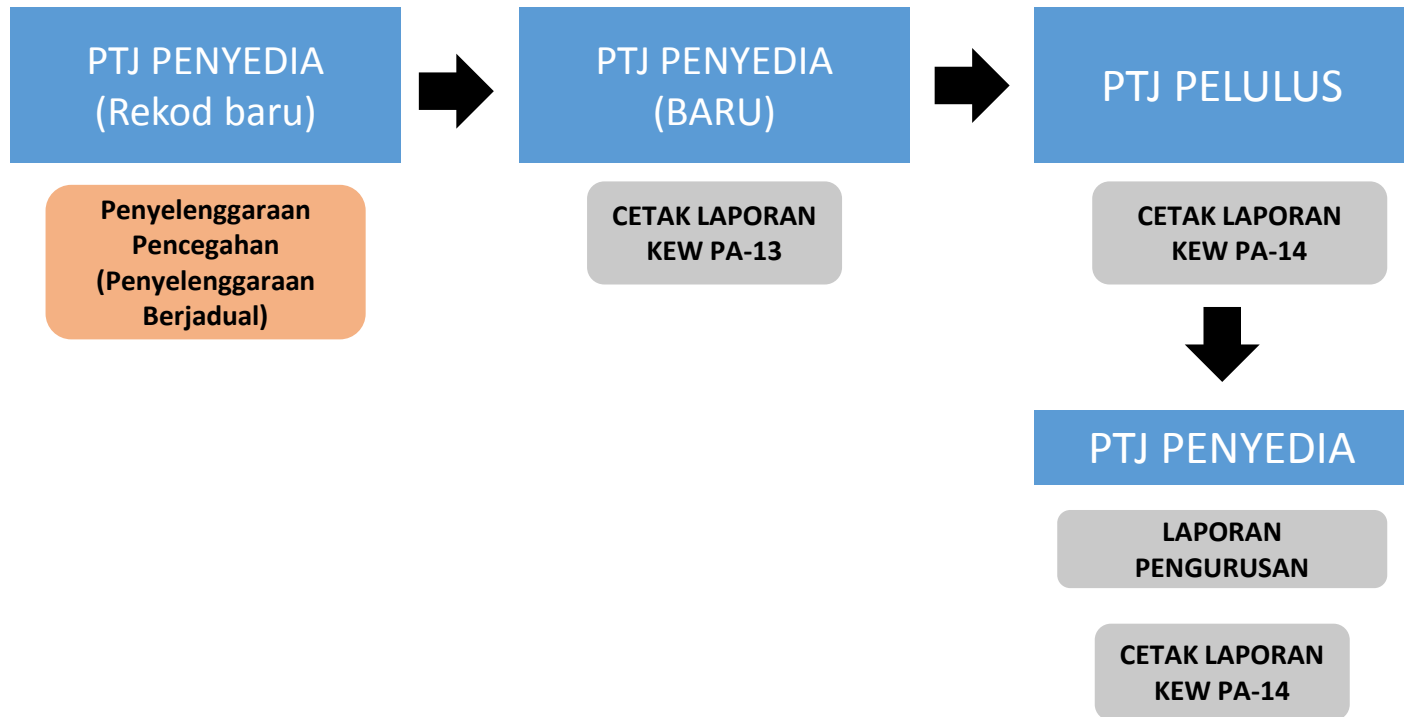 PTJ PENYEDIA
(Rekod baru)
PTJ PENYEDIA
(BARU)
PTJ PELULUS
Penyelenggaraan
Pencegahan
(Penyelenggaraan
Berjadual)
CETAK LAPORAN
KEW PA-13
CETAK LAPORAN
KEW PA-14
PTJ PENYEDIA
LAPORAN
PENGURUSAN
CETAK LAPORAN
KEW PA-14